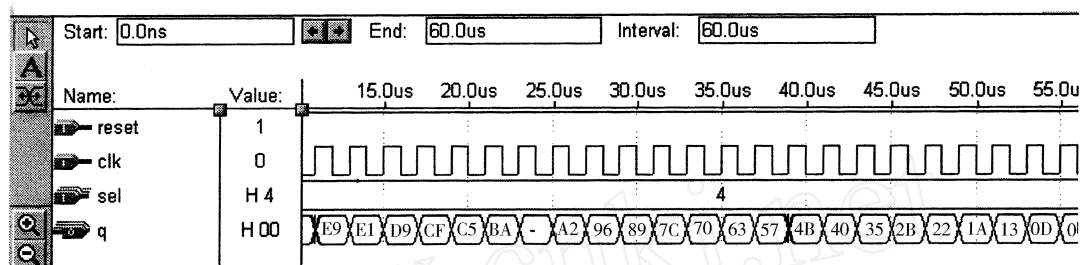 Start: 0.0ns End: 60.0us Interval: 60.0us
Name: Value: 15.0us 20.0us 25.0us 30.0us 35.0us 40.0us 45.0us 50.0us 55.0u
reset 1
clk 0
sel H 4 4
q H 00 E9 E1 D9 CF C5 BA - A2 96 89 7C 70 63 57 4B 40 35 2B 22 1A 13 0D
A